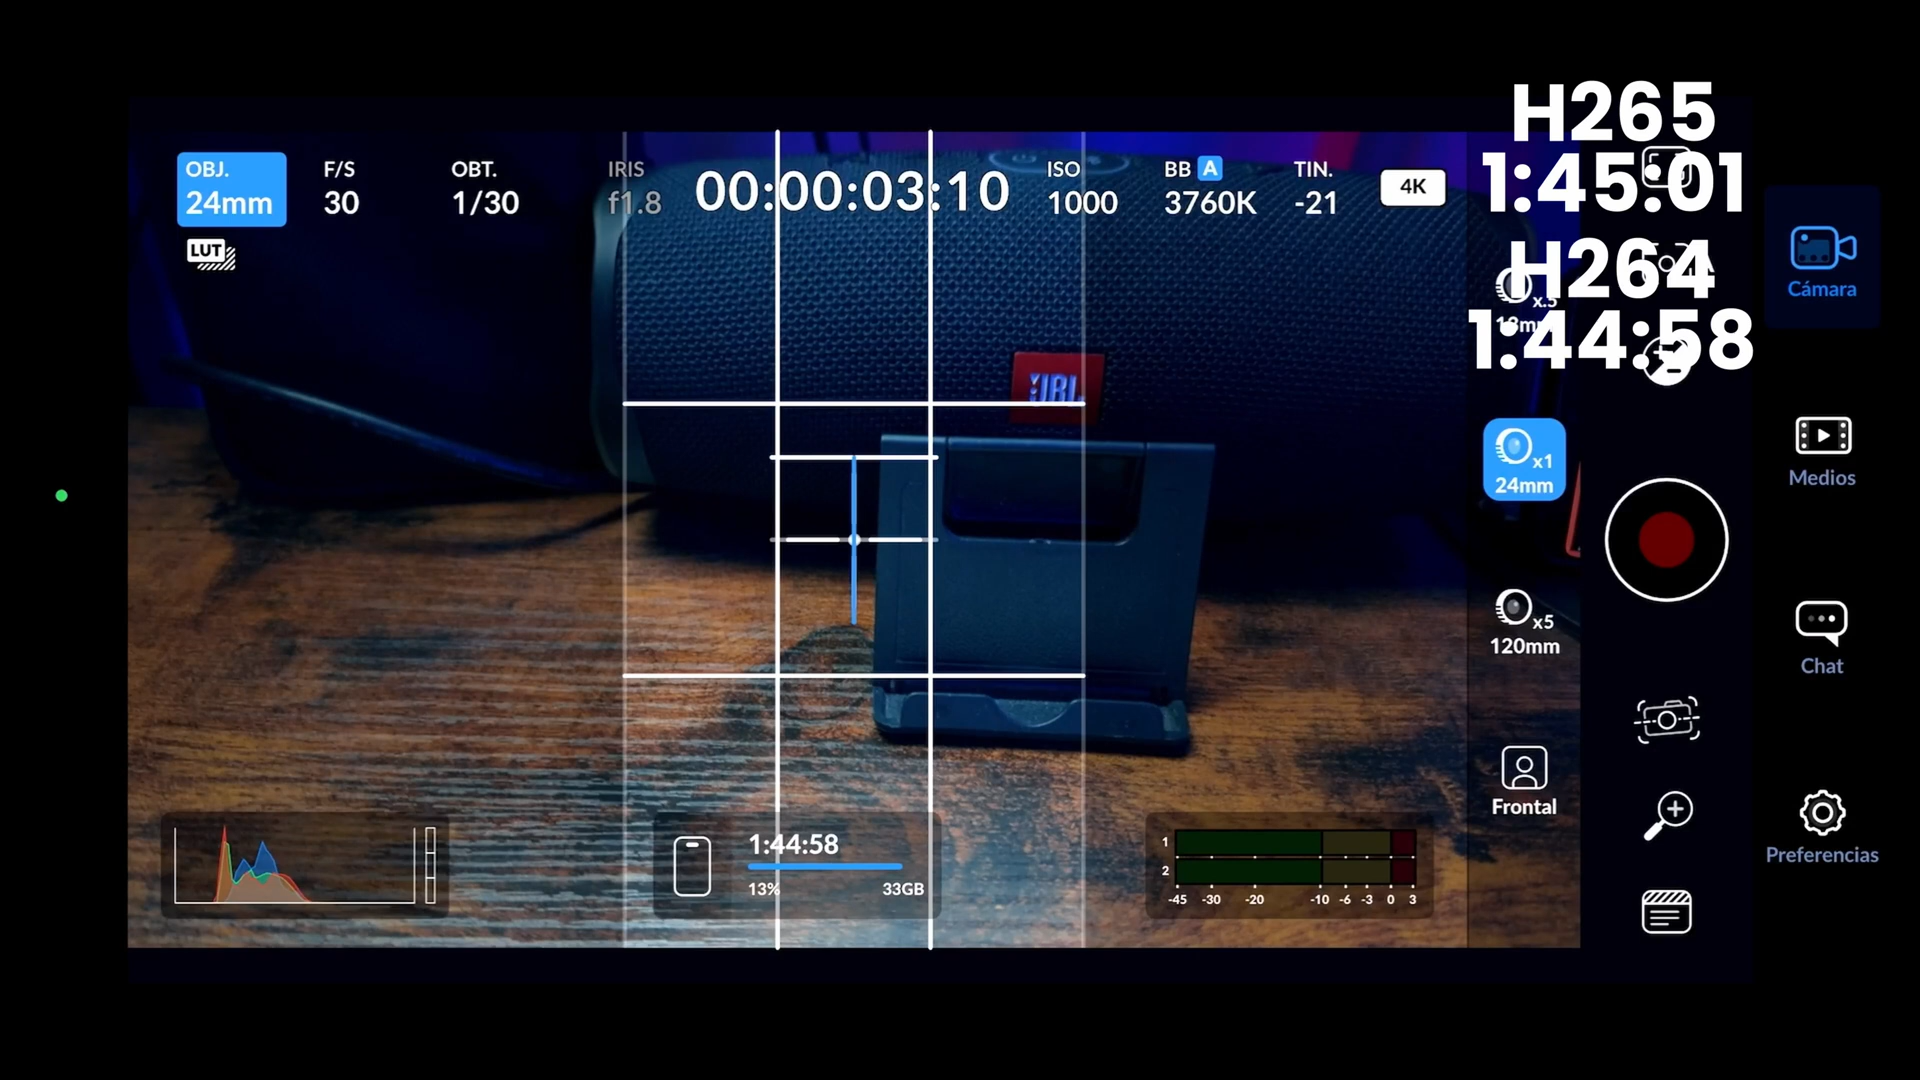 H265
1:45:01
H264
1:44:58
OBJ.
24mm
F/S
30
OBT.
1/30
IRIS
f1.8
00:00:03:10
ISO
1000
BB A
3760K
TIN.
-21
4K
LUT
JBL
x.5
x1
24mm
x5
120mm
Frontal
Cámara
Medios
Chat
Preferencias
1:44:58
13%
33GB
1
2
-45 -30 -20 -10 -6 -3 0 3